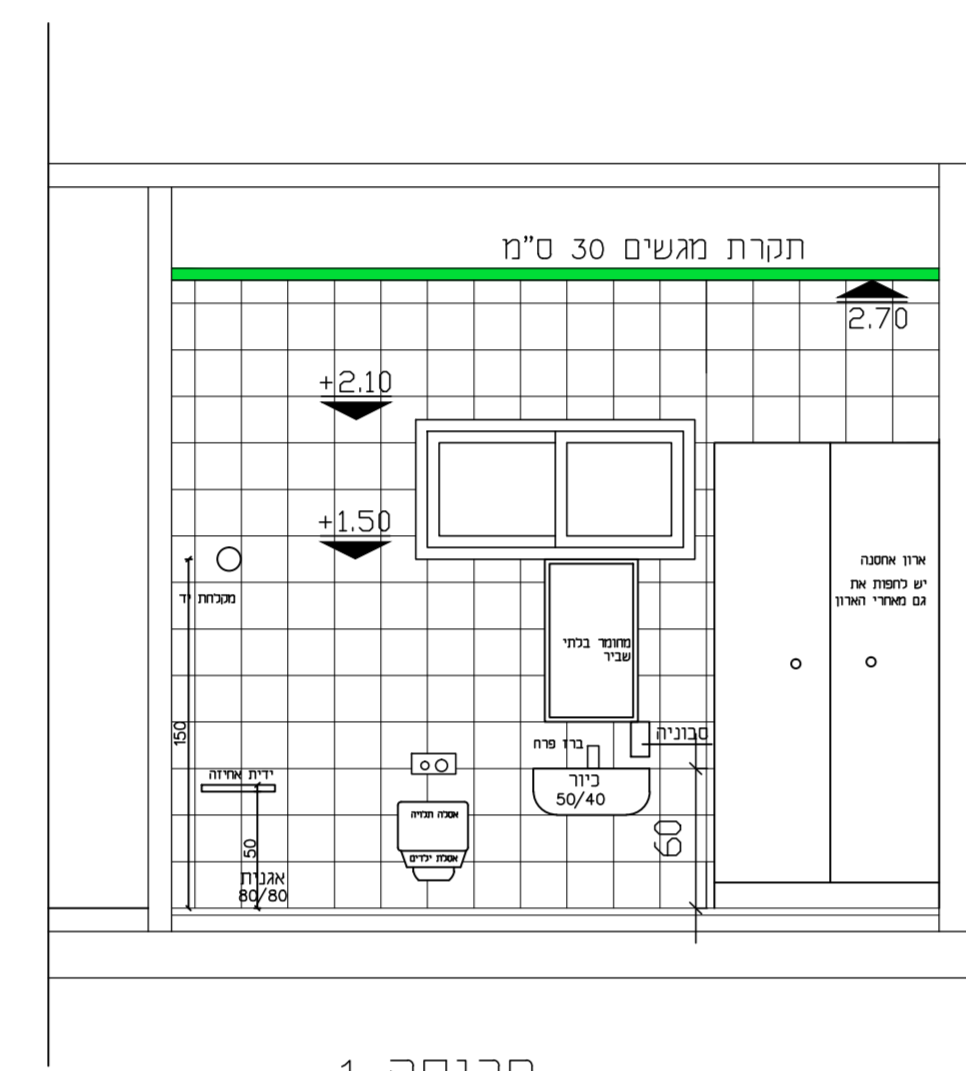 תקרת מגשים 30 ס"מ
2.70
+2.10
+1.50
ארון אחסנה
יש לחפות את
גם מאחרי הארון
מקלחת יד
מחומר בלתי
שביר
150
סבוניה
ברז פרח
ידית אחיזה
כיור
50/40
אסלה תלויה
60
50
אסלת ילדים
אגנית
80/80